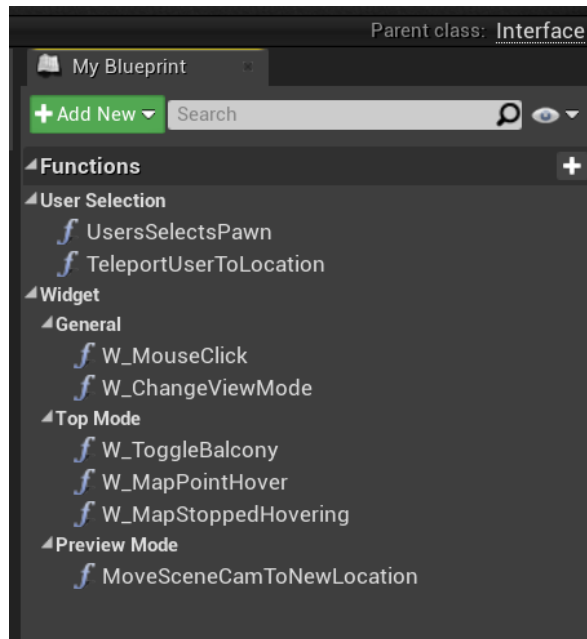 Parent class: Interface
My Blueprint
Add New Search
Functions
User Selection
UsersSelectsPawn
TeleportUserToLocation
Widget
General
W_MouseClick
W_ChangeViewMode
Top Mode
W_ToggleBalcony
W_MapPointHover
W_MapStoppedHovering
Preview Mode
MoveSceneCamToNewLocation